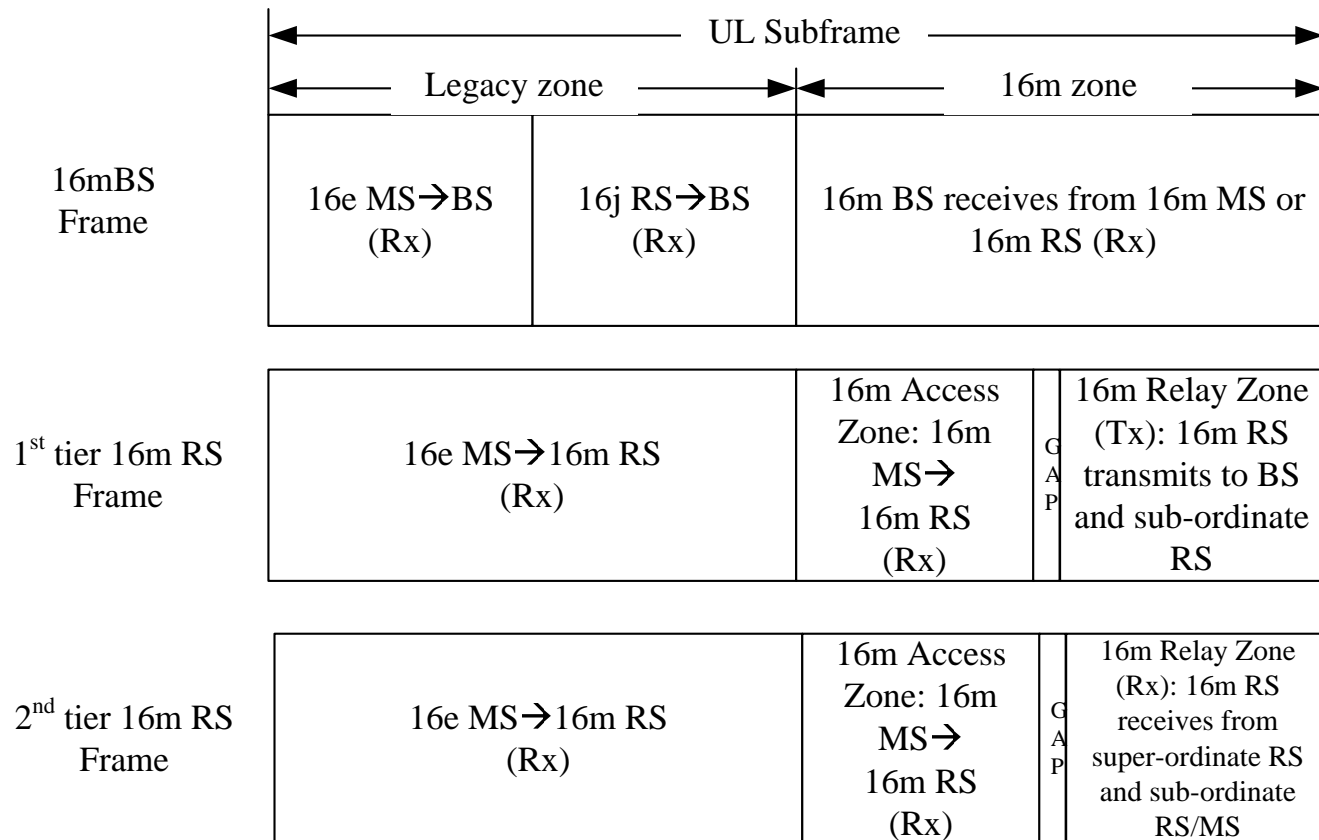 UL Subframe
Legacy zone
16m zone
16mBS
Frame
16e MS→BS
(Rx)
16j RS→BS
(Rx)
16m BS receives from 16m MS or
16m RS (Rx)
1st tier 16m RS
Frame
16e MS→16m RS
(Rx)
16m Access
Zone: 16m
MS→
16m RS
(Rx)
G
A
P
16m Relay Zone
(Tx): 16m RS
transmits to BS
and sub-ordinate
RS
2nd tier 16m RS
Frame
16e MS→16m RS
(Rx)
16m Access
Zone: 16m
MS→
16m RS
(Rx)
G
A
P
16m Relay Zone
(Rx): 16m RS
receives from
super-ordinate RS
and sub-ordinate
RS/MS